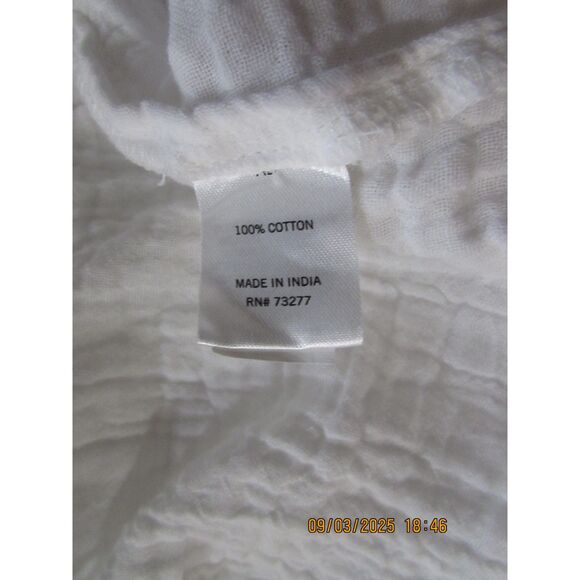 100% COTTON
MADE IN INDIA
RN# 73277
09/03/2025 18:46